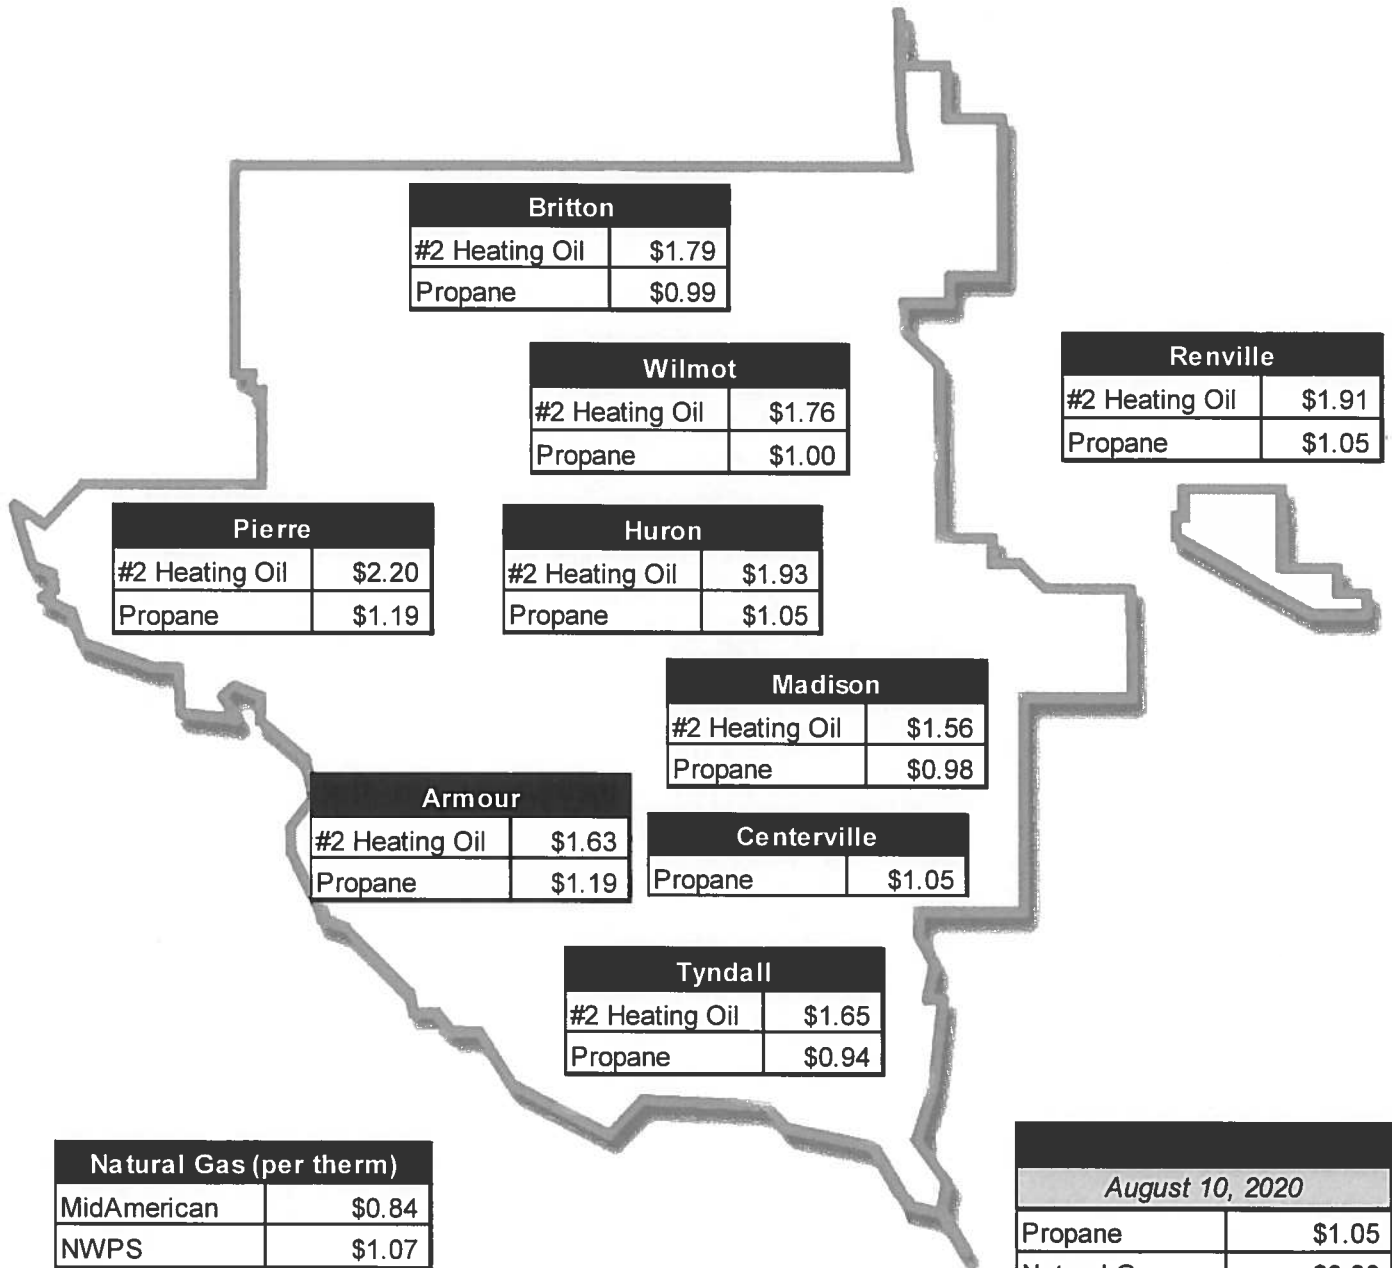 Britton
#2 Heating Oil $1.79
Propane $0.99
Wilmot
#2 Heating Oil $1.76
Propane $1.00
Renville
#2 Heating Oil $1.91
Propane $1.05
Pierre
#2 Heating Oil $2.20
Propane $1.19
Huron
#2 Heating Oil $1.93
Propane $1.05
Madison
#2 Heating Oil $1.56
Propane $0.98
Armour
#2 Heating Oil $1.63
Propane $1.19
Centerville
Propane $1.05
Tyndall
#2 Heating Oil $1.65
Propane $0.94
Natural Gas (per therm)
MidAmerican $0.84
NWPS $1.07
August 10, 2020
Propane $1.05